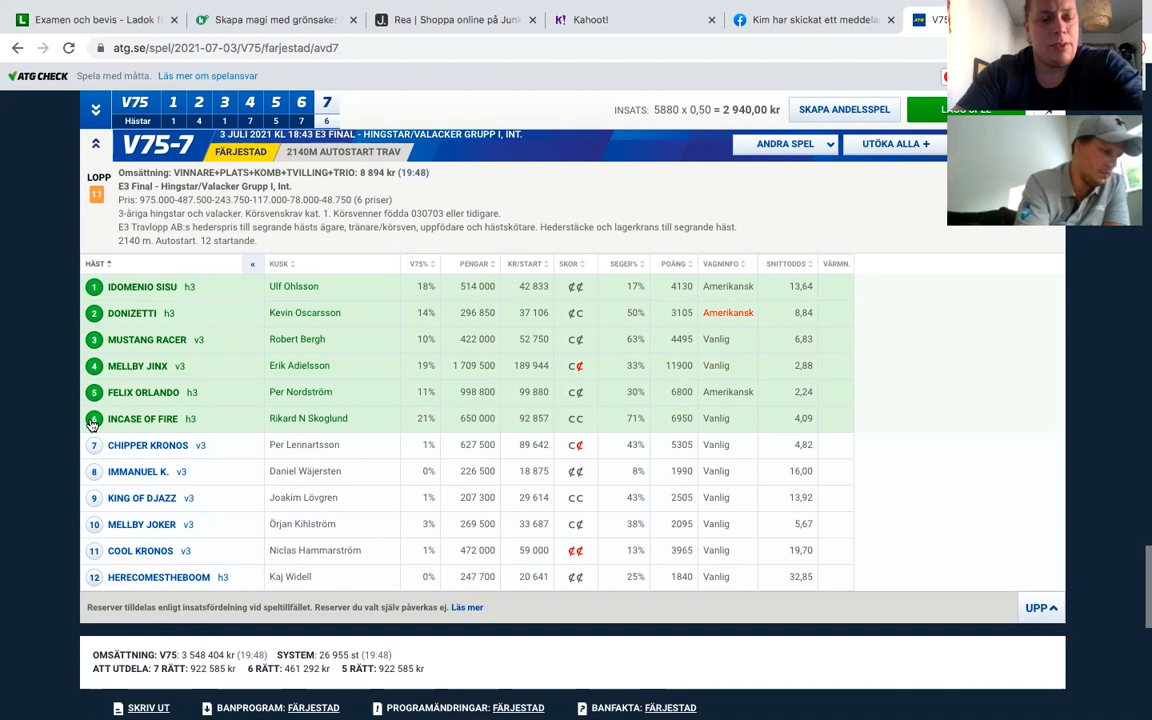 Examen och bevis - Ladok f
Skapa magi med grönsaker
Rea | Shoppa online på Junk
Kahoot!
Kim har skickat ett meddela
V75
atg.se/spel/2021-07-03/V75/farjestad/avd7
ATG CHECK Spela med måtta. Läs mer om spelansvar
V75 1 2 3 4 5 6 7
Hästar 1 4 1 7 5 7 6
INSATS: 5880 x 0,50 = 2 940,00 kr SKAPA ANDELSSPEL
V75-7 3 JULI 2021 KL 18:43 E3 FINAL - HINGSTAR/VALACKER GRUPP I, INT.
FÄRJESTAD 2140M AUTOSTART TRAV
ANDRA SPEL UTÖKA ALLA +
LOPP 11
Omsättning: VINNARE+PLATS+KOMB+TVILLING+TRIO: 8 894 kr (19:48)
E3 Final - Hingstar/Valacker Grupp I, Int.
Pris: 975.000-487.500-243.750-117.000-78.000-48.750 (6 priser)
3-åriga hingstar och valacker. Körsvenskrav kat. 1. Körsvenner födda 030703 eller tidigare.
E3 Travlopp AB:s hederspris till segrande hästs ägare, tränare/körsven, uppfödare och hästskötare. Hederstäcke och lagerkrans till segrande häst.
2140 m. Autostart. 12 startande.
HÄST « KUSK V75% PENGAR KR/START SKOR SEGER% POÄNG VAGNINFO SNITTODDS VÄRMN.
1 IDOMENIO SISU h3 Ulf Ohlsson 18% 514 000 42 833 ȼȼ 17% 4130 Amerikansk 13,64
2 DONIZETTI h3 Kevin Oscarsson 14% 296 850 37 106 ȼc 50% 3105 Amerikansk 8,84
3 MUSTANG RACER v3 Robert Bergh 10% 422 000 52 750 cȼ 63% 4495 Vanlig 6,83
4 MELLBY JINX v3 Erik Adielsson 19% 1 709 500 189 944 cȼ 33% 11900 Vanlig 2,88
5 FELIX ORLANDO h3 Per Nordström 11% 998 800 99 880 cȼ 30% 6800 Amerikansk 2,24
6 INCASE OF FIRE h3 Rikard N Skoglund 21% 650 000 92 857 cc 71% 6950 Vanlig 4,09
7 CHIPPER KRONOS v3 Per Lennartsson 1% 627 500 89 642 cȼ 43% 5305 Vanlig 4,82
8 IMMANUEL K. v3 Daniel Wäjersten 0% 226 500 18 875 ȼȼ 8% 1990 Vanlig 16,00
9 KING OF DJAZZ v3 Joakim Lövgren 1% 207 300 29 614 cc 43% 2505 Vanlig 13,92
10 MELLBY JOKER v3 Örjan Kihlström 3% 269 500 33 687 cȼ 38% 2095 Vanlig 5,67
11 COOL KRONOS v3 Niclas Hammarström 1% 472 000 59 000 ȼȼ 13% 3965 Vanlig 19,70
12 HERECOMESTHEBOOM h3 Kaj Widell 0% 247 700 20 641 ȼȼ 25% 1840 Vanlig 32,85
Reserver tilldelas enligt insatsfördelning vid speltillfället. Reserver du valt själv påverkas ej. Läs mer
UPP
OMSÄTTNING: V75: 3 548 404 kr (19:48) SYSTEM: 26 955 st (19:48)
ATT UTDELA: 7 RÄTT: 922 585 kr 6 RÄTT: 461 292 kr 5 RÄTT: 922 585 kr
SKRIV UT BANPROGRAM: FÄRJESTAD PROGRAMÄNDRINGAR: FÄRJESTAD BANFAKTA: FÄRJESTAD